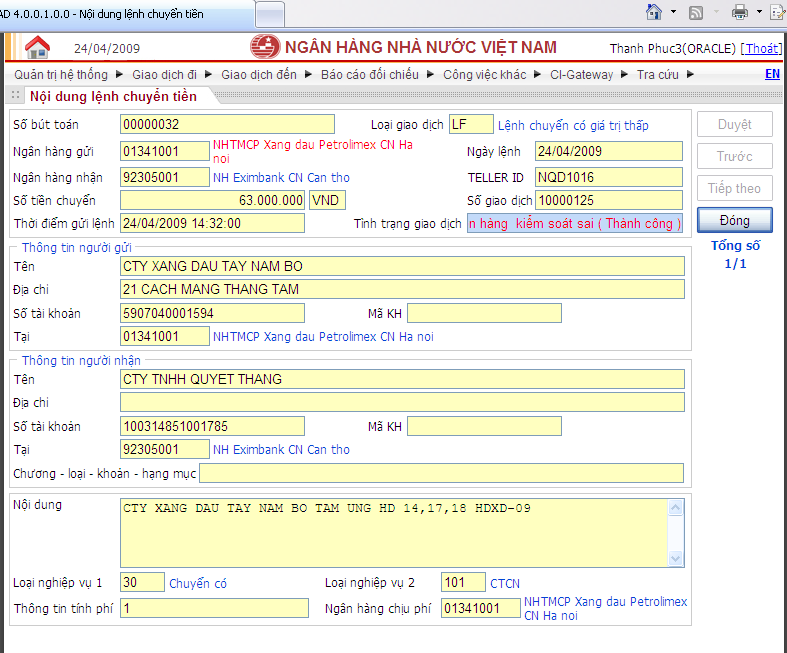 AD 4.0.0.1.0.0 - Nội dung lệnh chuyển tiền
24/04/2009
NGÂN HÀNG NHÀ NƯỚC VIỆT NAM
Thanh Phuc3(ORACLE) [Thoát]
Quản trị hệ thống ▶ Giao dịch đi ▶ Giao dịch đến ▶ Báo cáo đối chiếu ▶ Công việc khác ▶ CI-Gateway ▶ Tra cứu ▶ EN
Nội dung lệnh chuyển tiền
Số bút toán 00000032 Loại giao dịch LF Lệnh chuyển có giá trị thấp
Ngân hàng gửi 01341001 NHTMCP Xang dau Petrolimex CN Ha
noi
Ngày lệnh 24/04/2009
Ngân hàng nhận 92305001 NH Eximbank CN Can tho TELLER ID NQD1016
Số tiền chuyển 63.000.000 VND Số giao dịch 10000125
Thời điểm gửi lệnh 24/04/2009 14:32:00 Tình trạng giao dịch n hàng kiểm soát sai ( Thành công )
Duyệt
Trước
Tiếp theo
Đóng
Tổng số
1/1
Thông tin người gửi
Tên CTY XANG DAU TAY NAM BO
Địa chỉ 21 CACH MANG THANG TAM
Số tài khoản 5907040001594 Mã KH
Tại 01341001 NHTMCP Xang dau Petrolimex CN Ha noi
Thông tin người nhận
Tên CTY TNHH QUYET THANG
Địa chỉ
Số tài khoản 100314851001785 Mã KH
Tại 92305001 NH Eximbank CN Can tho
Chương - loại - khoản - hạng mục
Nội dung CTY XANG DAU TAY NAM BO TAM UNG HD 14,17,18 HDXD-09
Loại nghiệp vụ 1 30 Chuyển có Loại nghiệp vụ 2 101 CTCN
Thông tin tính phí 1 Ngân hàng chịu phí 01341001 NHTMCP Xang dau Petrolimex
CN Ha noi